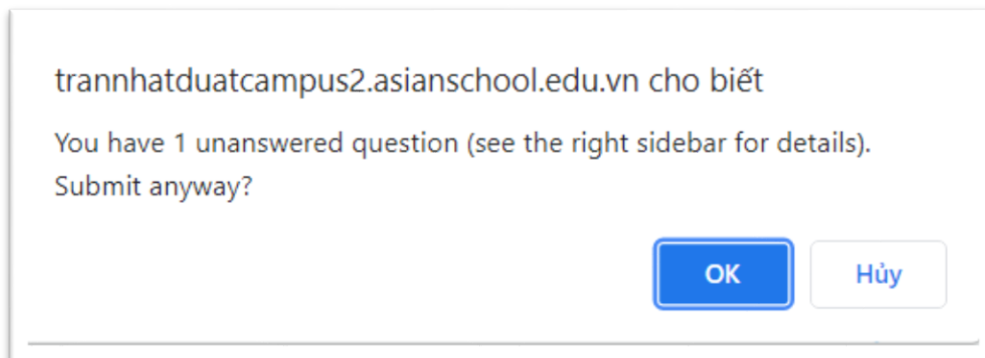 trannhatduatcampus2.asianschool.edu.vn cho biết
You have 1 unanswered question (see the right sidebar for details).
Submit anyway?
OK Hủy